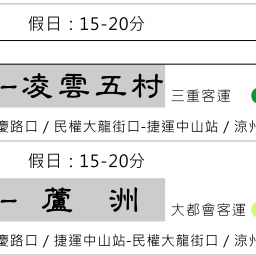 假日：15-20分
凌雲五村 三重客運
慶路口 / 民權大龍街口-捷運中山站 / 涼州
假日：15-20分
蘆 洲 大都會客運
慶路口 / 捷運中山站-民權大龍街口 / 涼州